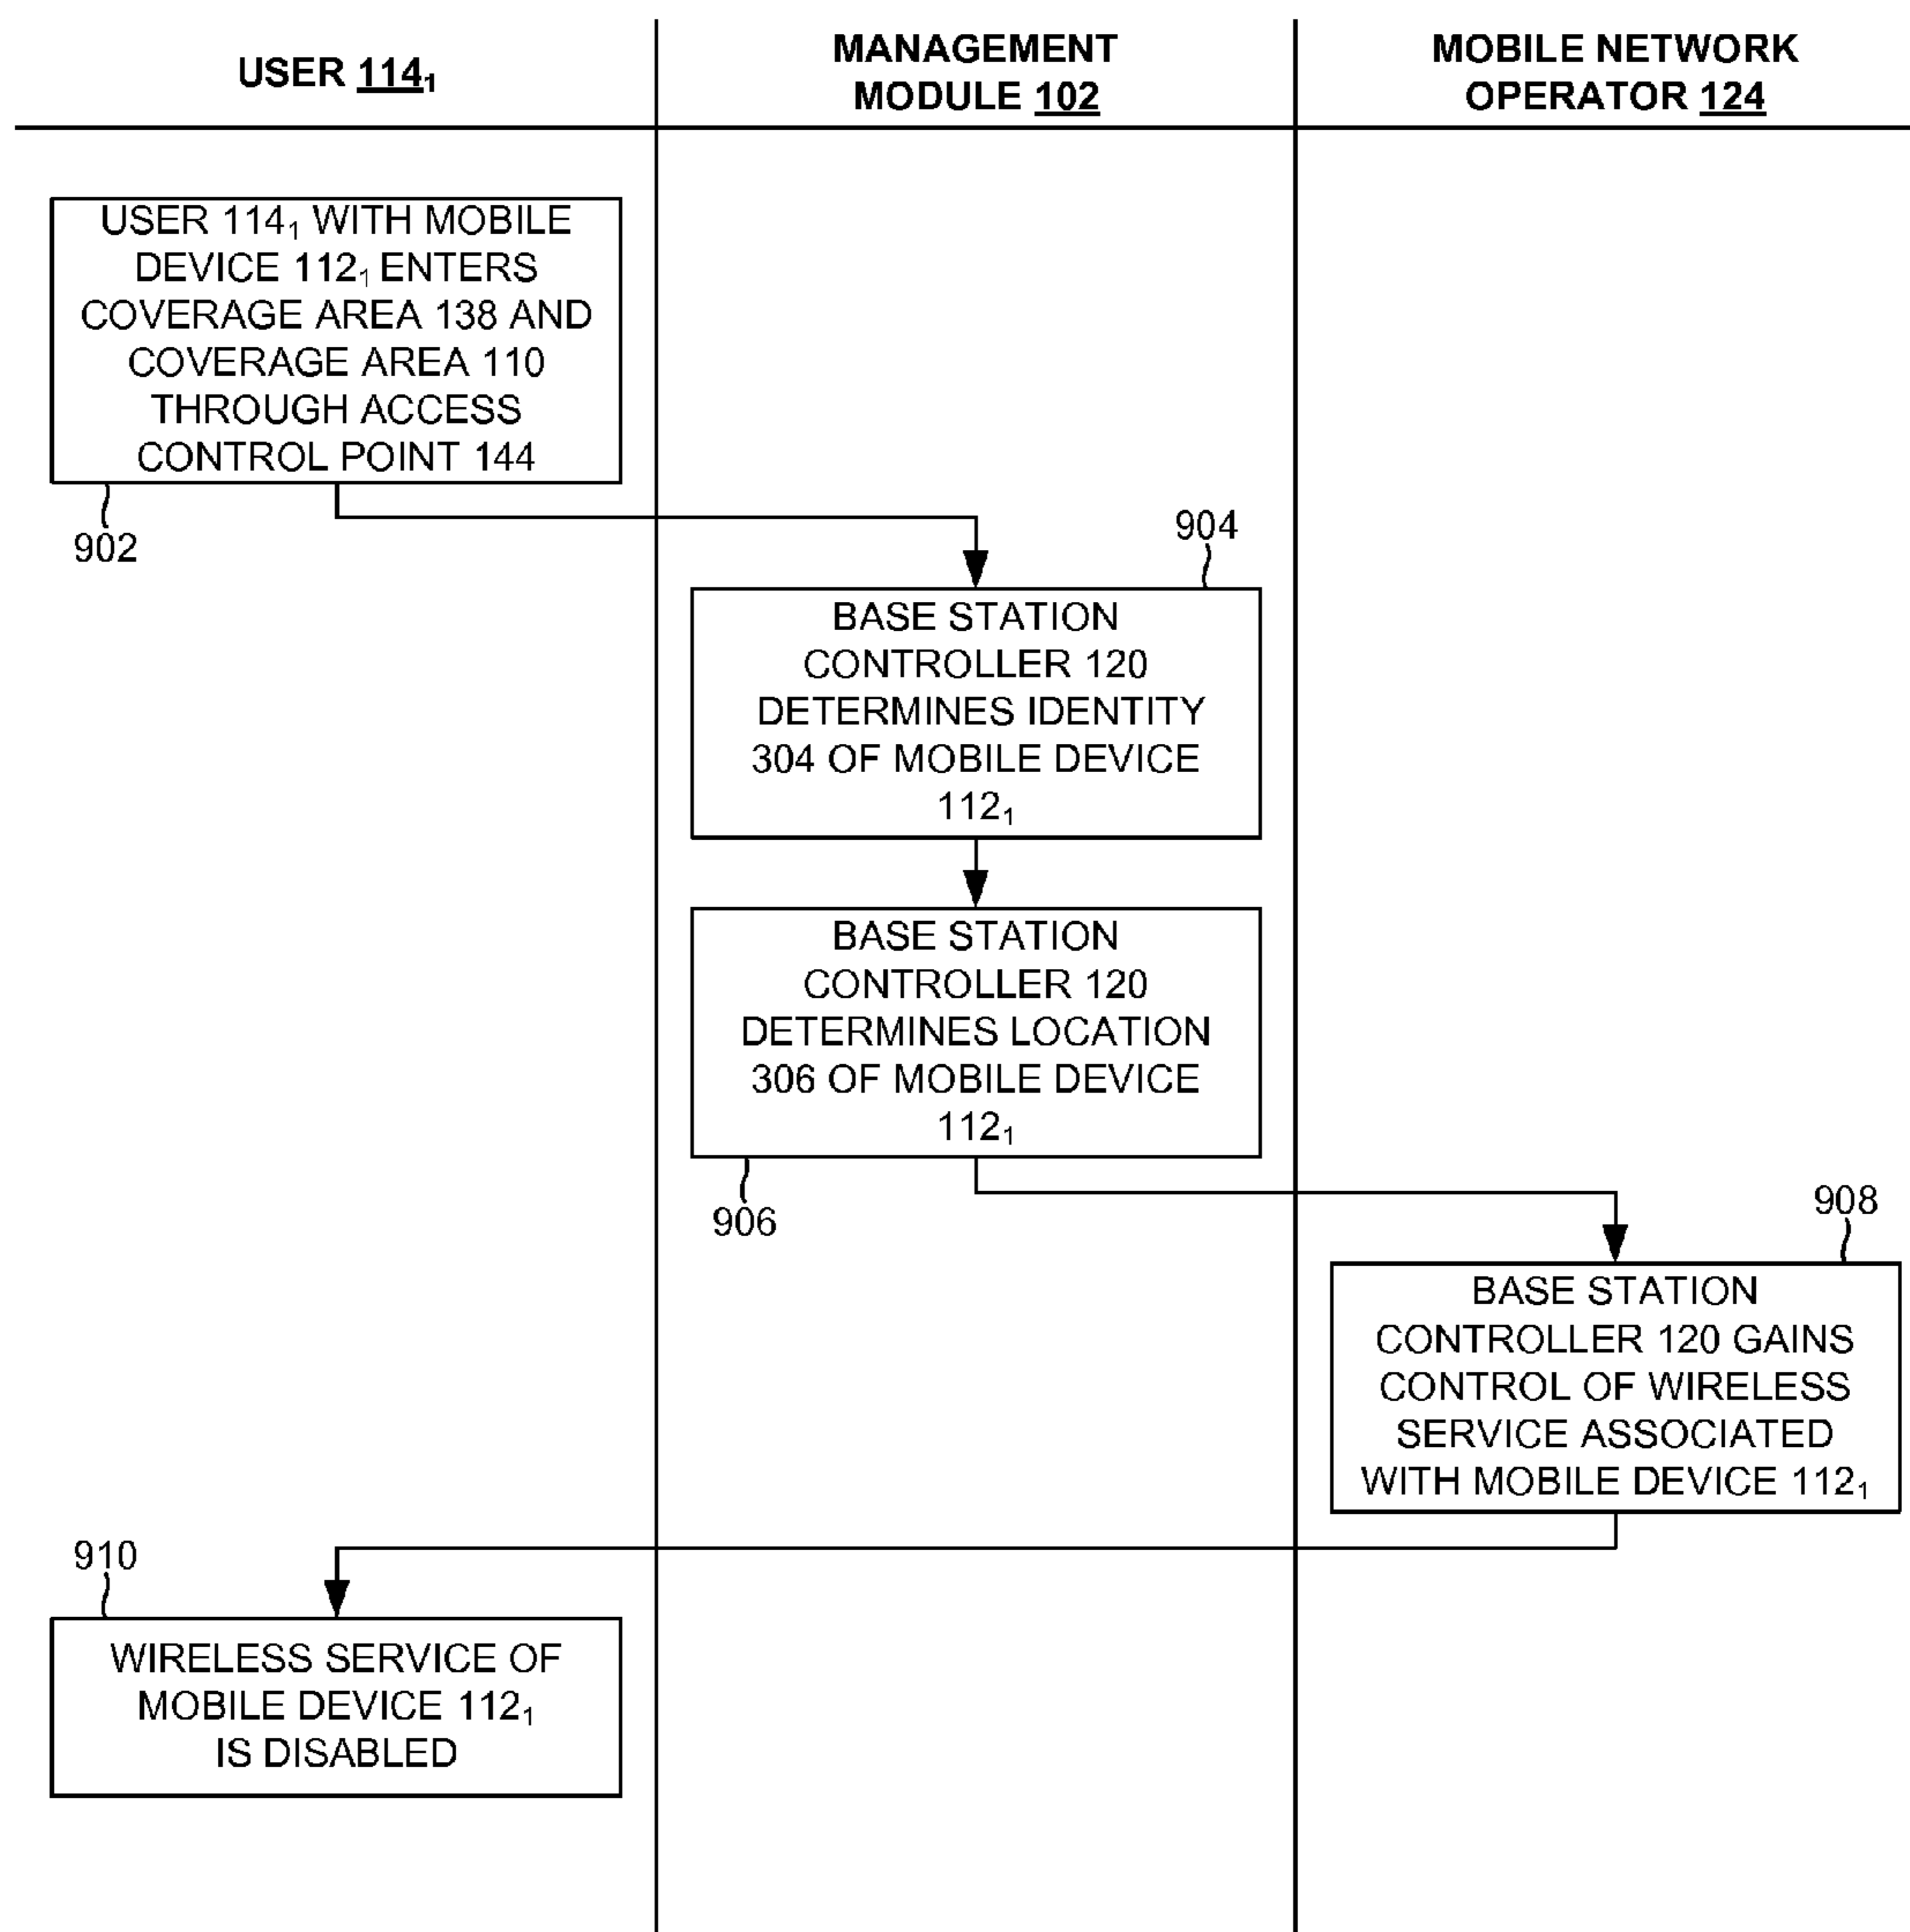 USER 114₁
MANAGEMENT
MODULE 102
MOBILE NETWORK
OPERATOR 124
USER 114₁ WITH MOBILE
DEVICE 112₁ ENTERS
COVERAGE AREA 138 AND
COVERAGE AREA 110
THROUGH ACCESS
CONTROL POINT 144
902
904
BASE STATION
CONTROLLER 120
DETERMINES IDENTITY
304 OF MOBILE DEVICE
112₁
BASE STATION
CONTROLLER 120
DETERMINES LOCATION
306 OF MOBILE DEVICE
112₁
906
908
BASE STATION
CONTROLLER 120 GAINS
CONTROL OF WIRELESS
SERVICE ASSOCIATED
WITH MOBILE DEVICE 112₁
910
WIRELESS SERVICE OF
MOBILE DEVICE 112₁
IS DISABLED